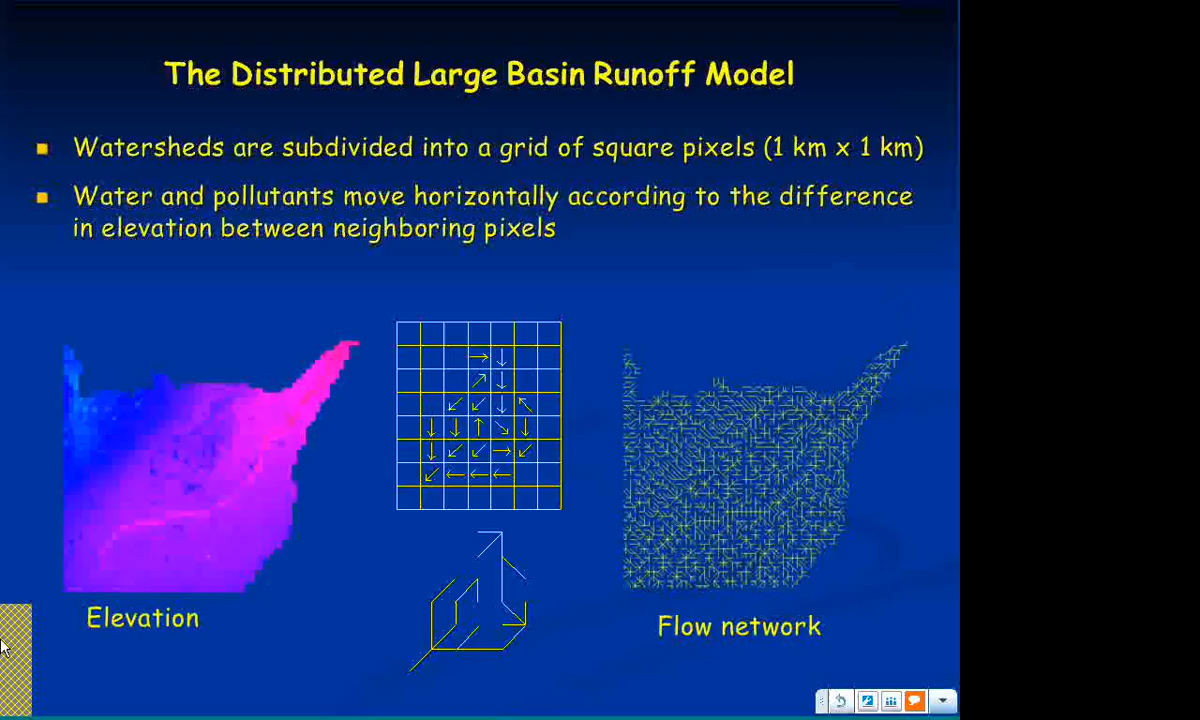 The Distributed Large Basin Runoff Model
Watersheds are subdivided into a grid of square pixels (1 km x 1 km)
Water and pollutants move horizontally according to the difference
in elevation between neighboring pixels
Elevation
Flow network